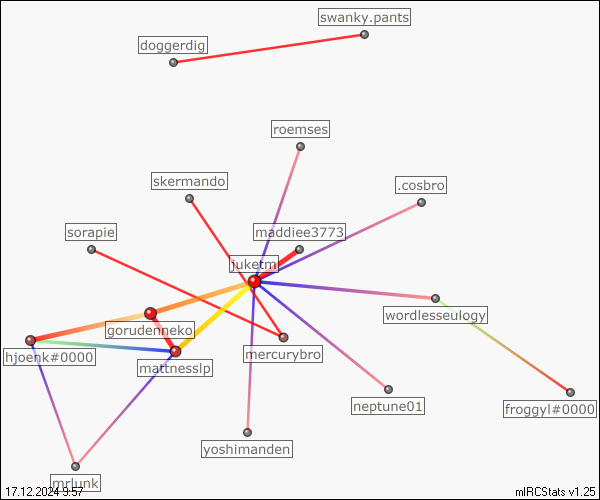 swanky.pants
doggerdig
roemses
skermando
.cosbro
sorapie
maddiee3773
juketm
wordlesseulogy
gorudeneko
hjoenk#0000
mercurybro
mattnesslp
neptune01
froggyl#0000
yoshimanden
mrlunk
17.12.2024 9:57
mIRCStats v1.25